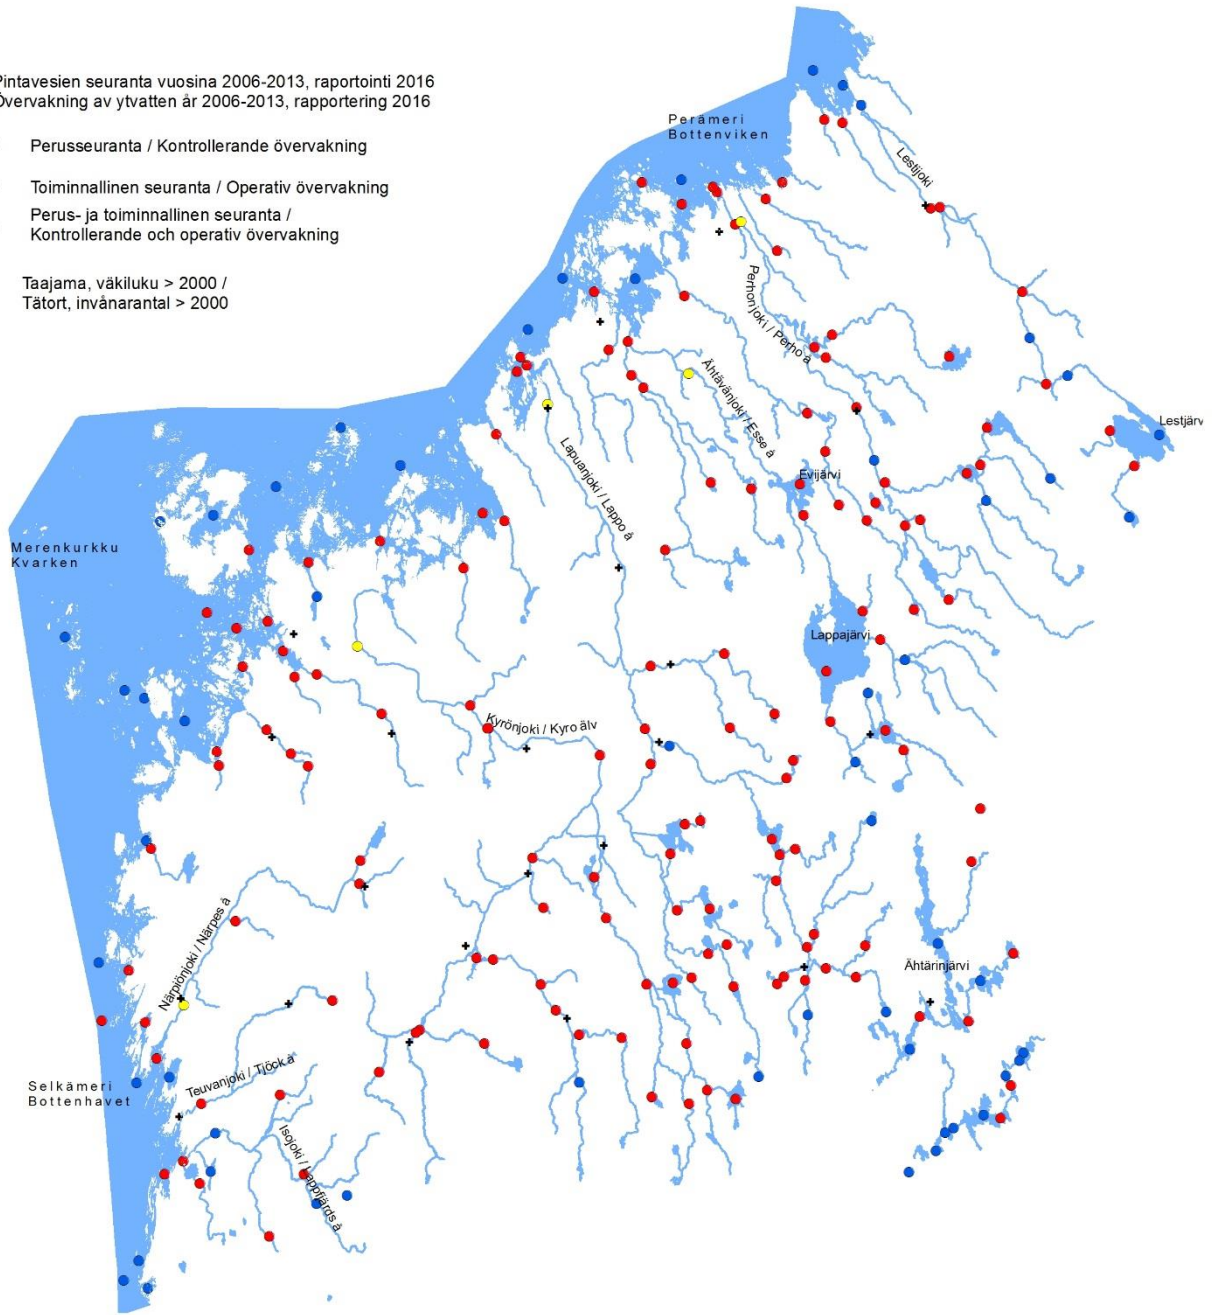 Pintavesien seuranta vuosina 2006-2013, raportointi 2016
Övervakning av ytvatten år 2006-2013, rapportering 2016
Perusseuranta / Kontrollerande övervakning
Toiminnallinen seuranta / Operativ övervakning
Perus- ja toiminnallinen seuranta /
Kontrollerande och operativ övervakning
Taajama, väkiluku > 2000 /
Tätort, invånarantal > 2000
Perämeri
Bottenviken
Lestijoki
Perhonjoki / Perho å
Ähtävänjoki / Esse å
Lestjärv
Lapuanjoki / Lappo å
Evijärvi
Merenkurkku
Kvarken
Lappajärvi
Kyrönjoki / Kyro älv
Närpiönjoki / Närpes å
Ähtärinjärvi
Teuvanjoki / Tjöck å
Selkämeri
Bottenhavet
Isojoki / Lappfjärds å